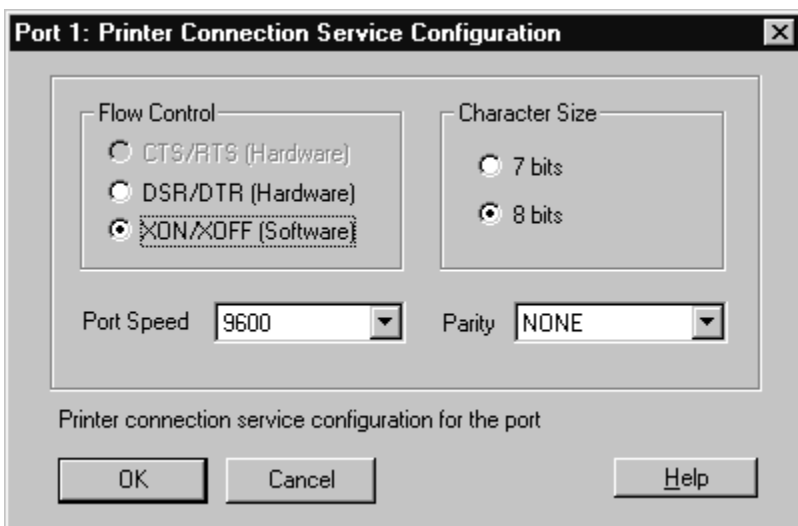 Port 1: Printer Connection Service Configuration
Flow Control
CTS/RTS (Hardware)
DSR/DTR (Hardware)
XON/XOFF (Software)
Character Size
7 bits
8 bits
Port Speed 9600 Parity NONE
Printer connection service configuration for the port
OK Cancel Help